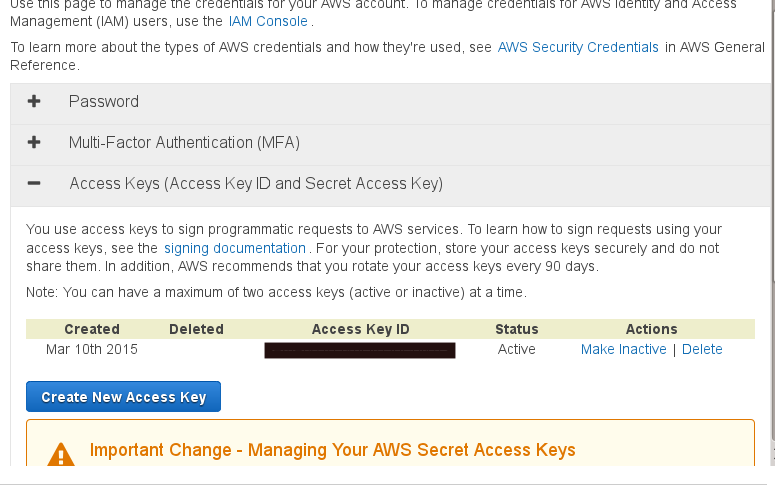 Use this page to manage the credentials for your AWS account. To manage credentials for AWS Identity and Access
Management (IAM) users, use the IAM Console .
To learn more about the types of AWS credentials and how they're used, see AWS Security Credentials in AWS General
Reference.
+ Password
+ Multi-Factor Authentication (MFA)
− Access Keys (Access Key ID and Secret Access Key)
You use access keys to sign programmatic requests to AWS services. To learn how to sign requests using your
access keys, see the signing documentation . For your protection, store your access keys securely and do not
share them. In addition, AWS recommends that you rotate your access keys every 90 days.
Note: You can have a maximum of two access keys (active or inactive) at a time.
Created Deleted Access Key ID Status Actions
Mar 10th 2015 Active Make Inactive | Delete
Create New Access Key
Important Change - Managing Your AWS Secret Access Keys